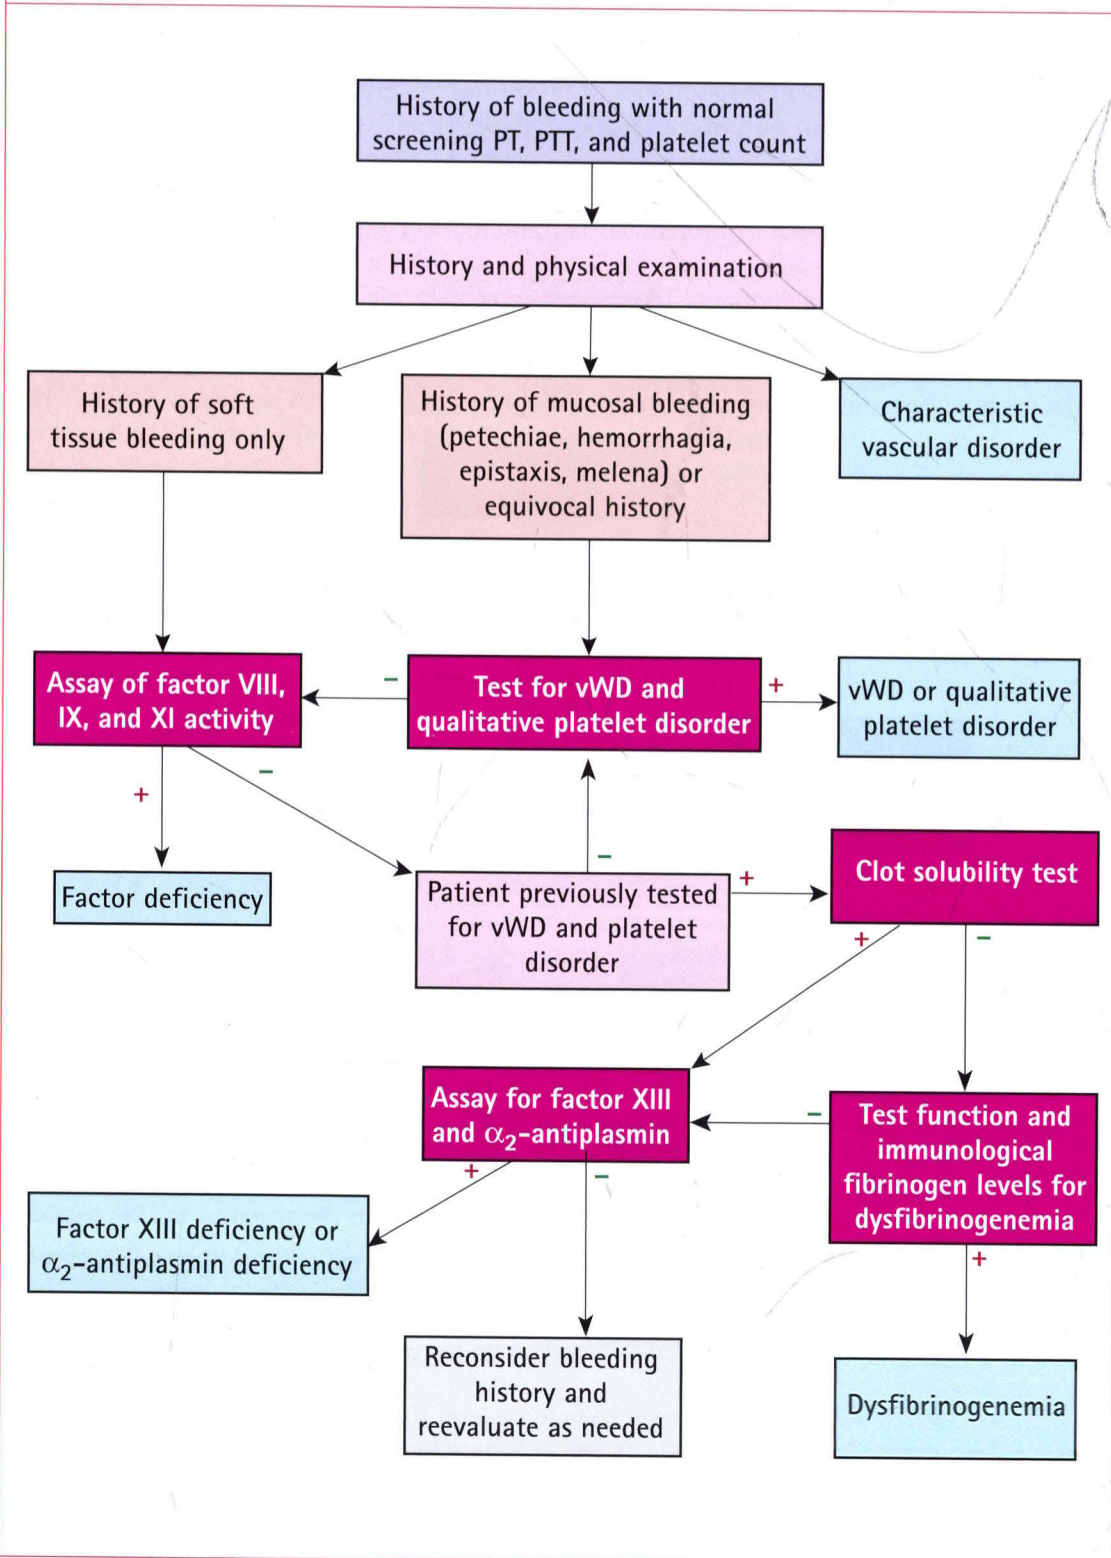 History of bleeding with normal
screening PT, PTT, and platelet count
History and physical examination
History of soft
tissue bleeding only
History of mucosal bleeding
(petechiae, hemorrhagia,
epistaxis, melena) or
equivocal history
Characteristic
vascular disorder
Assay of factor VIII,
IX, and XI activity
−
Test for vWD and
qualitative platelet disorder
+
vWD or qualitative
platelet disorder
+
−
Factor deficiency
−
Patient previously tested
for vWD and platelet
disorder
+
Clot solubility test
+
−
Assay for factor XIII
and α₂-antiplasmin
−
Test function and
immunological
fibrinogen levels for
dysfibrinogenemia
+
−
Factor XIII deficiency or
α₂-antiplasmin deficiency
+
Reconsider bleeding
history and
reevaluate as needed
Dysfibrinogenemia